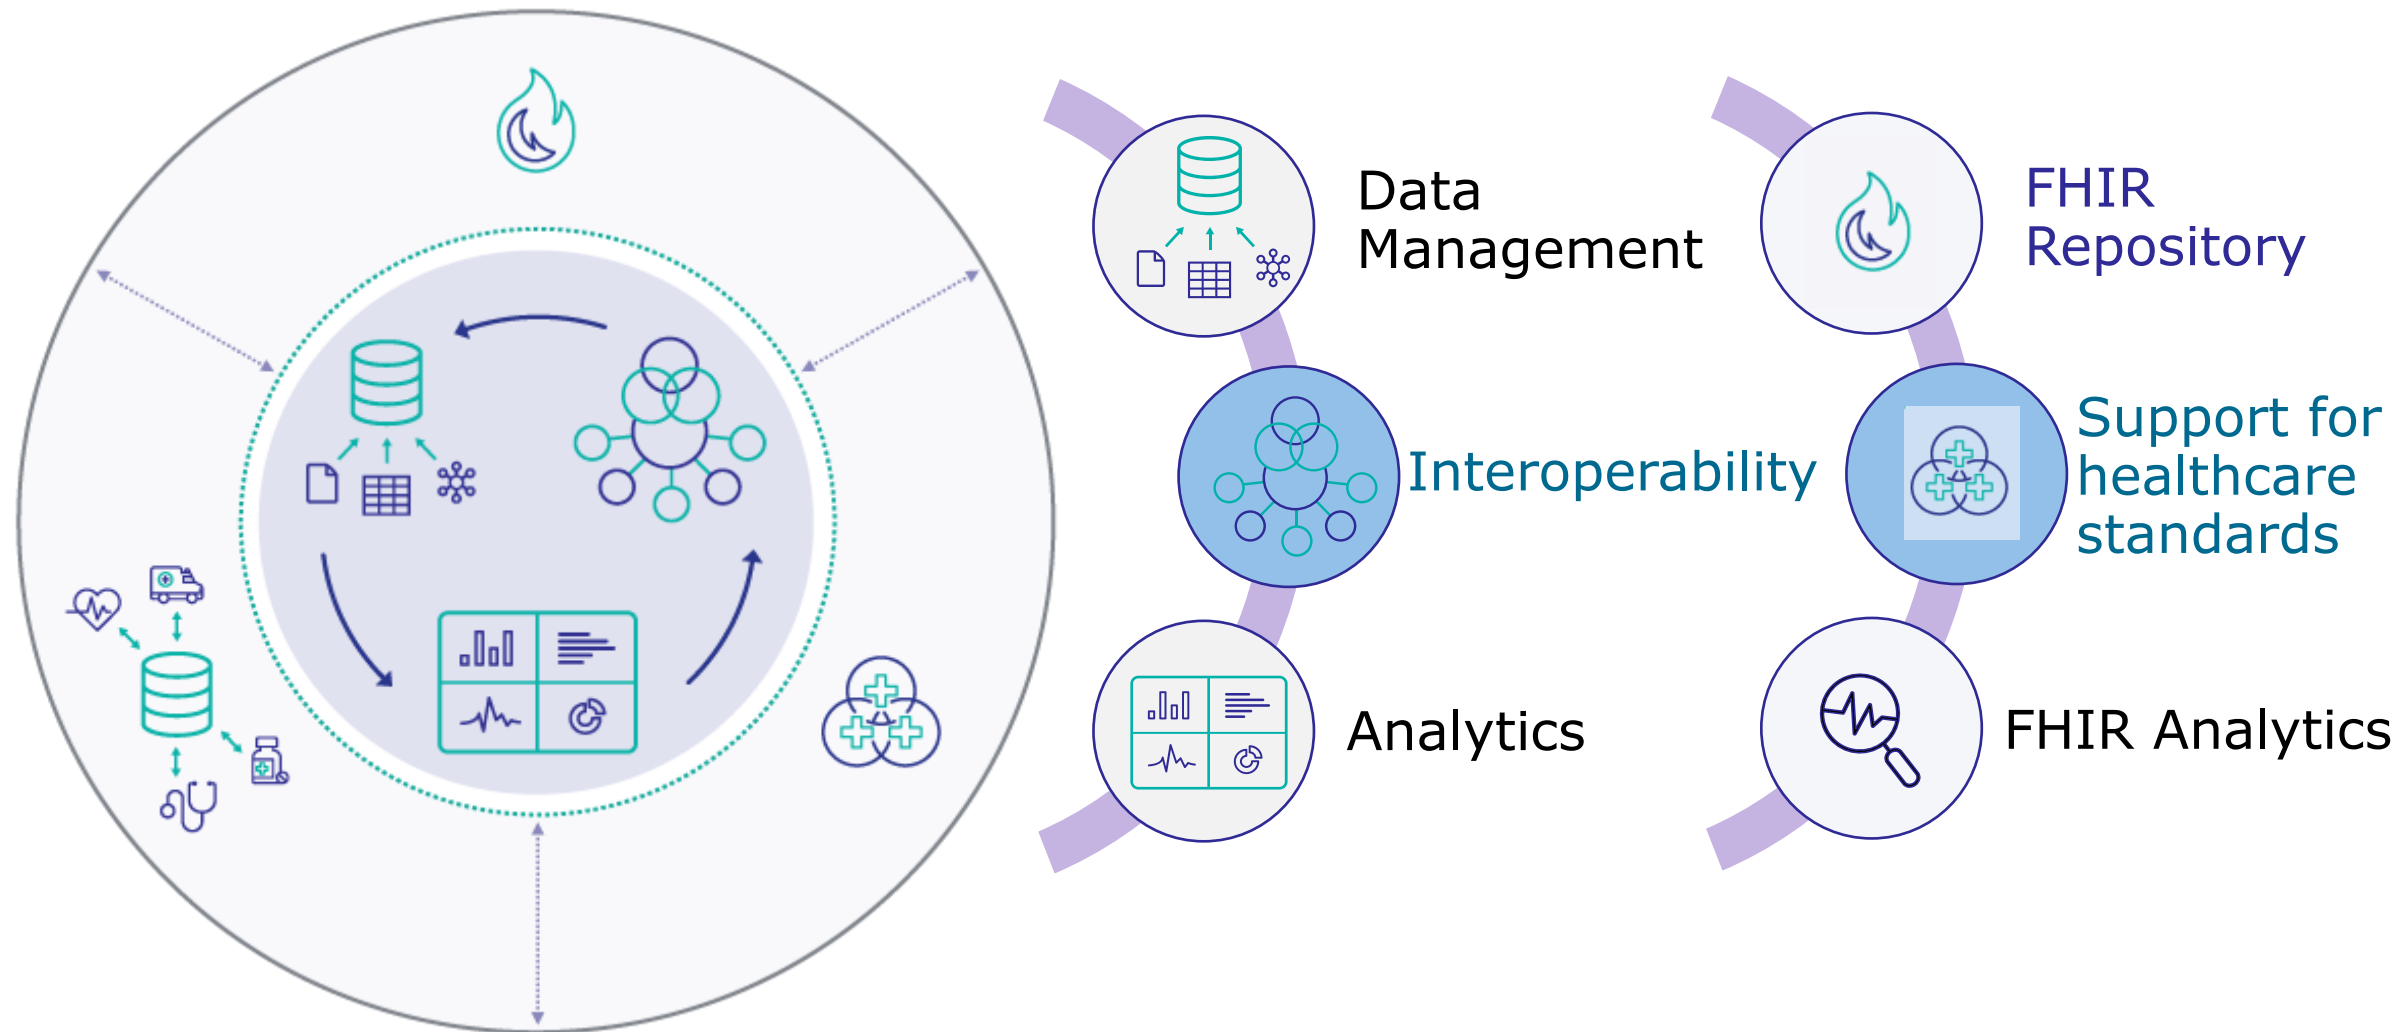 Data
Management
Interoperability
Analytics
FHIR
Repository
Support for
healthcare
standards
FHIR Analytics